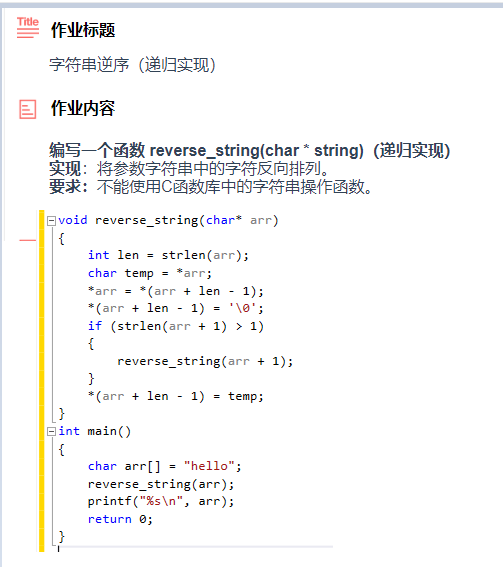 Title 作业标题
字符串逆序（递归实现）
作业内容
编写一个函数 reverse_string(char * string)（递归实现）
实现：将参数字符串中的字符反向排列。
要求：不能使用C函数库中的字符串操作函数。
void reverse_string(char* arr)
{
    int len = strlen(arr);
    char temp = *arr;
    *arr = *(arr + len - 1);
    *(arr + len - 1) = '\0';
    if (strlen(arr + 1) > 1)
    {
        reverse_string(arr + 1);
    }
    *(arr + len - 1) = temp;
}
int main()
{
    char arr[] = "hello";
    reverse_string(arr);
    printf("%s\n", arr);
    return 0;
}